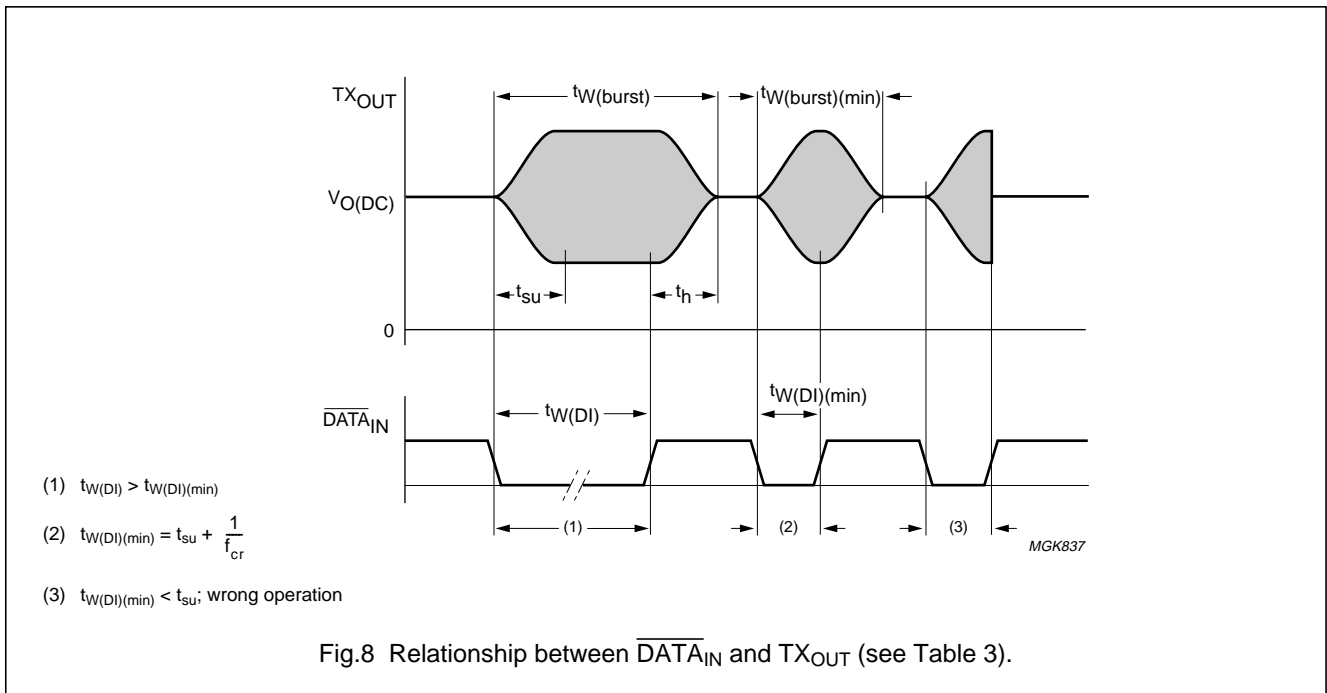 TX_OUT
t_W(burst)
t_W(burst)(min)
V_O(DC)
t_su
t_h
0
t_W(DI)(min)
t_W(DI)
D̅A̅T̅A̅_IN
(1) t_W(DI) > t_W(DI)(min)
(2) t_W(DI)(min) = t_su + 1/f_cr
(3) t_W(DI)(min) < t_su; wrong operation
(1)
(2)
(3)
MGK837
Fig.8 Relationship between D̅A̅T̅A̅_IN and TX_OUT (see Table 3).